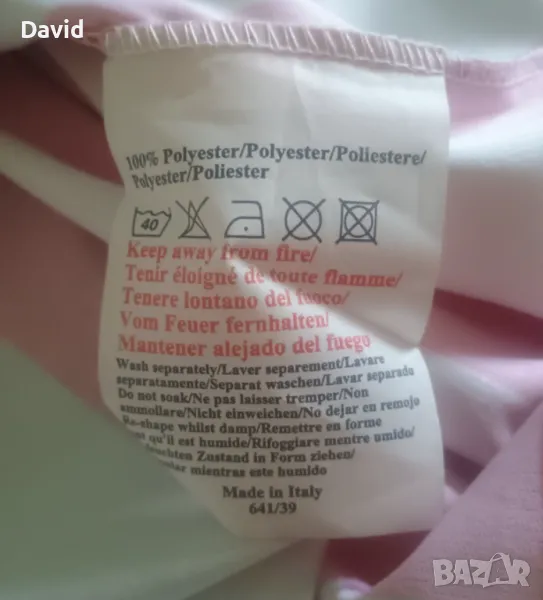 David
100% Polyester/Polyester/Poliestere/
Polyester/Poliester
40
Keep away from fire/
Tenir éloigné de toute flamme/
Tenere lontano del fuoco/
Vom Feuer fernhalten/
Mantener alejado del fuego
Wash separately/Laver separement/Lavare
separatamente/Separat waschen/Lavar separado
Do not soak/Ne pas laisser tremper/Non
ammollare/Nicht einweichen/No dejar en remojo
Re-shape whilst damp/Remettre en forme
qu'il est humide/Rifoggiare mentre umido/
Zustand in Form ziehen/
mientras este humido
Made in Italy
641/39
BAZAR